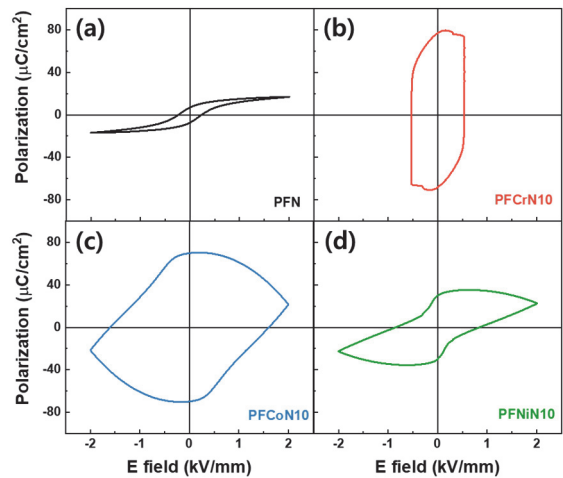 (a)
(b)
Polarization (μC/cm²)
80
40
0
-40
-80
PFN
PFCrN10
(c)
(d)
Polarization (μC/cm²)
80
40
0
-40
-80
PFCoN10
PFNiN10
-2 -1 0 1 2
-2 -1 0 1 2
E field (kV/mm)
E field (kV/mm)